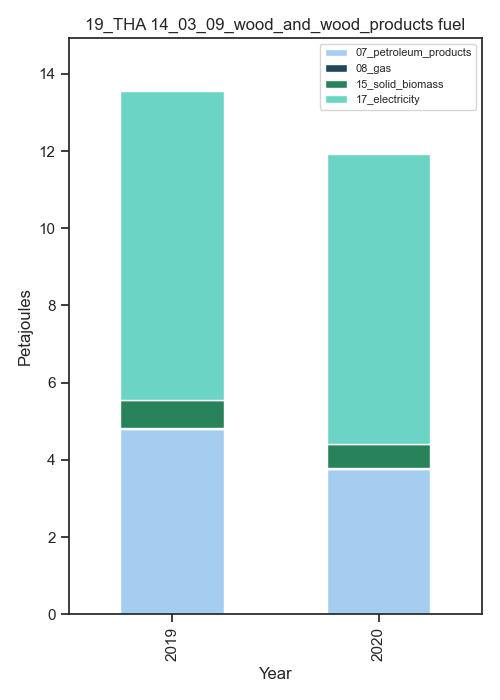 19_THA 14_03_09_wood_and_wood_products fuel
07_petroleum_products
08_gas
15_solid_biomass
17_electricity
14
12
10
8
6
4
2
0
Petajoules
2019
2020
Year